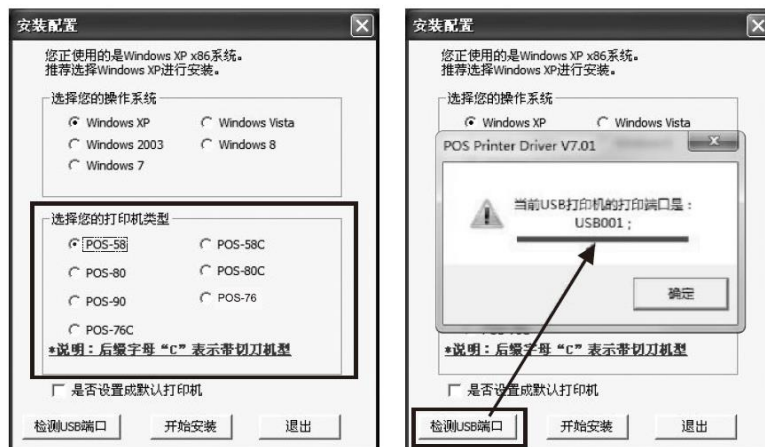 安装配置
您正使用的是Windows XP x86系统。
推荐选择Windows XP进行安装。
选择您的操作系统
Windows XP
Windows Vista
Windows 2003
Windows 8
Windows 7
选择您的打印机类型
POS-58
POS-58C
POS-80
POS-80C
POS-90
POS-76
POS-76C
*说明：后缀字母“C”表示带切刀机型
是否设置成默认打印机
检测USB端口
开始安装
退出
安装配置
您正使用的是Windows XP x86系统。
推荐选择Windows XP进行安装。
选择您的操作系统
Windows XP
Windows Vista
POS Printer Driver V7.01
当前USB打印机的打印端口是：
USB001；
确定
*说明：后缀字母“C”表示带切刀机型
是否设置成默认打印机
检测USB端口
开始安装
退出